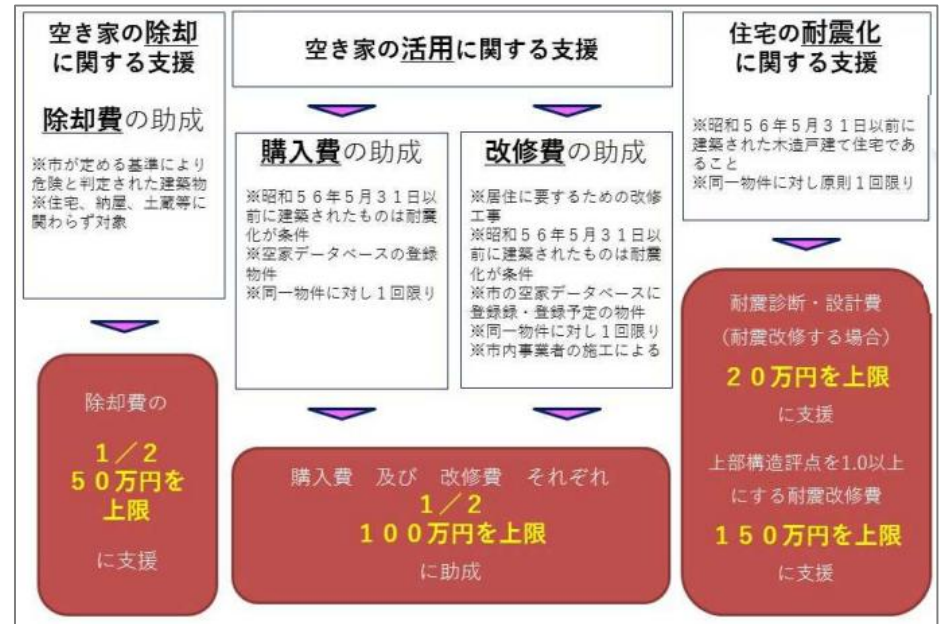 空き家の除却
に関する支援
除却費の助成
※市が定める基準により
危険と判定された建築物
※住宅、納屋、土蔵等に
関わらず対象
除却費の
1／2
50万円を
上限
に支援
空き家の活用に関する支援
購入費の助成
※昭和56年5月31日以
前に建築されたものは耐震
化が条件
※空家データベースの登録
物件
※同一物件に対し1回限り
改修費の助成
※居住に要するための改修
工事
※昭和56年5月31日以
前に建築されたものは耐震
化が条件
※市の空家データベースに
登録録・登録予定の物件
※同一物件に対し1回限り
※市内事業者の施工による
購入費 及び 改修費 それぞれ
1／2
100万円を上限
に助成
住宅の耐震化
に関する支援
※昭和56年5月31日以前に
建築された木造戸建て住宅であ
ること
※同一物件に対し原則1回限り
耐震診断・設計費
（耐震改修する場合）
20万円を上限
に支援
上部構造評点を1.0以上
にする耐震改修費
150万円を上限
に支援